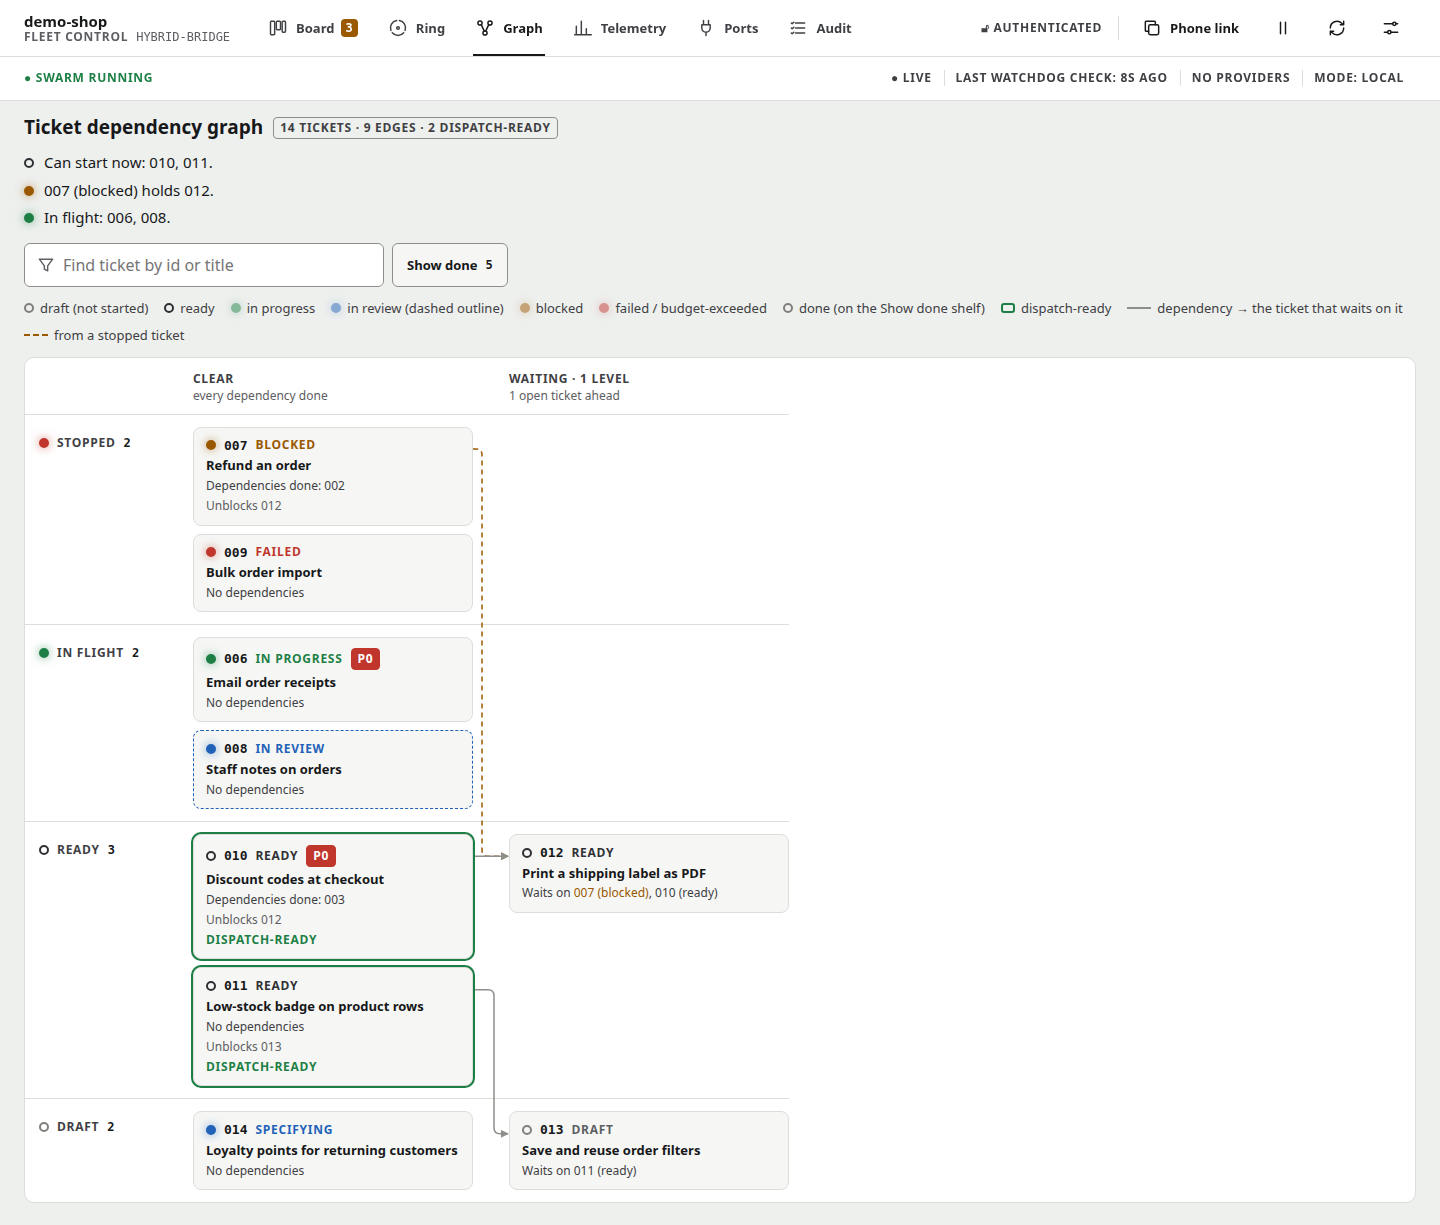 demo-shop
FLEET CONTROL HYBRID-BRIDGE
Board 3
Ring
Graph
Telemetry
Ports
Audit
AUTHENTICATED
Phone link
SWARM RUNNING
LIVE
LAST WATCHDOG CHECK: 8S AGO
NO PROVIDERS
MODE: LOCAL
Ticket dependency graph
14 TICKETS · 9 EDGES · 2 DISPATCH-READY
Can start now: 010, 011.
007 (blocked) holds 012.
In flight: 006, 008.
Find ticket by id or title
Show done 5
draft (not started)
ready
in progress
in review (dashed outline)
blocked
failed / budget-exceeded
done (on the Show done shelf)
dispatch-ready
dependency → the ticket that waits on it
from a stopped ticket
CLEAR
every dependency done
WAITING · 1 LEVEL
1 open ticket ahead
STOPPED 2
007 BLOCKED
Refund an order
Dependencies done: 002
Unblocks 012
009 FAILED
Bulk order import
No dependencies
IN FLIGHT 2
006 IN PROGRESS P0
Email order receipts
No dependencies
008 IN REVIEW
Staff notes on orders
No dependencies
READY 3
010 READY P0
Discount codes at checkout
Dependencies done: 003
Unblocks 012
DISPATCH-READY
012 READY
Print a shipping label as PDF
Waits on 007 (blocked), 010 (ready)
011 READY
Low-stock badge on product rows
No dependencies
Unblocks 013
DISPATCH-READY
DRAFT 2
014 SPECIFYING
Loyalty points for returning customers
No dependencies
013 DRAFT
Save and reuse order filters
Waits on 011 (ready)